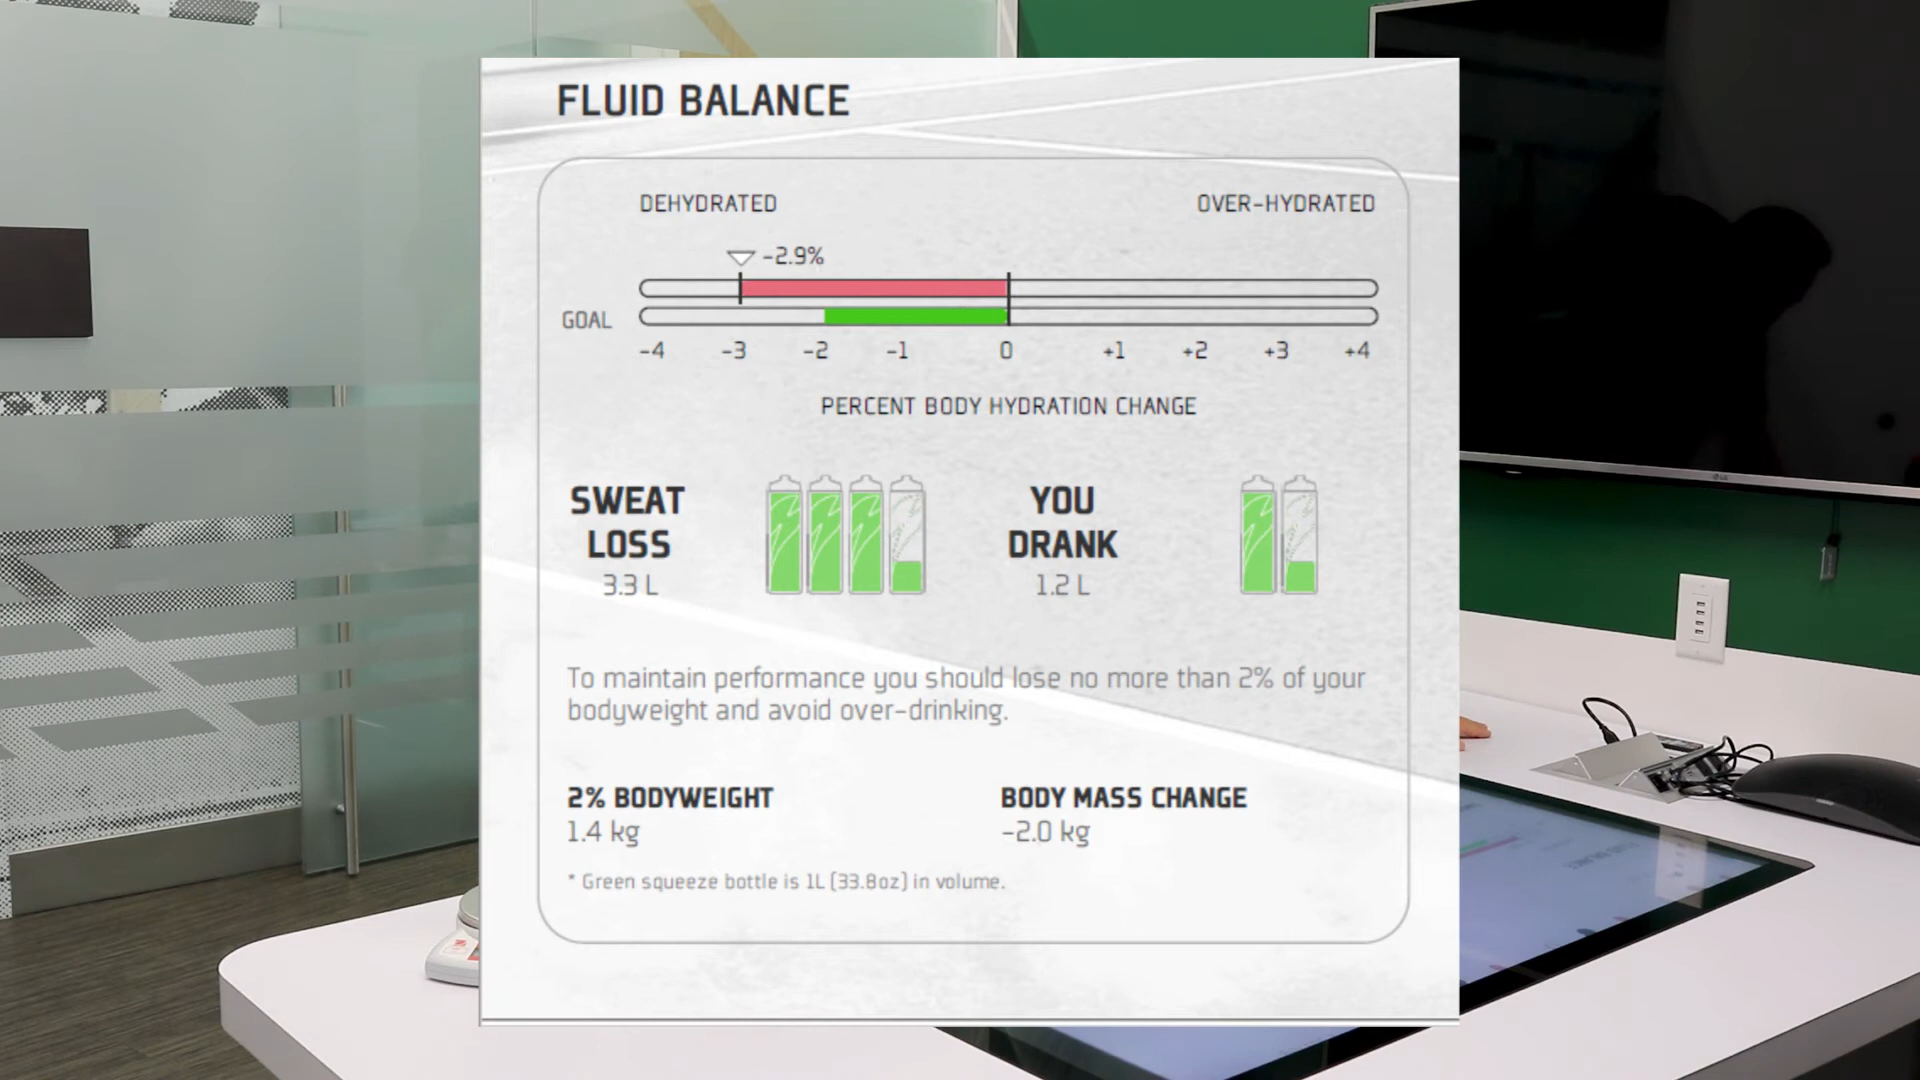 FLUID BALANCE
DEHYDRATED OVER-HYDRATED
-2.9%
GOAL
-4 -3 -2 -1 0 +1 +2 +3 +4
PERCENT BODY HYDRATION CHANGE
SWEAT
LOSS
3.3 L
YOU
DRANK
1.2 L
To maintain performance you should lose no more than 2% of your
bodyweight and avoid over-drinking.
2% BODYWEIGHT
1.4 kg
BODY MASS CHANGE
-2.0 kg
* Green squeeze bottle is 1L (33.8oz) in volume.
LG